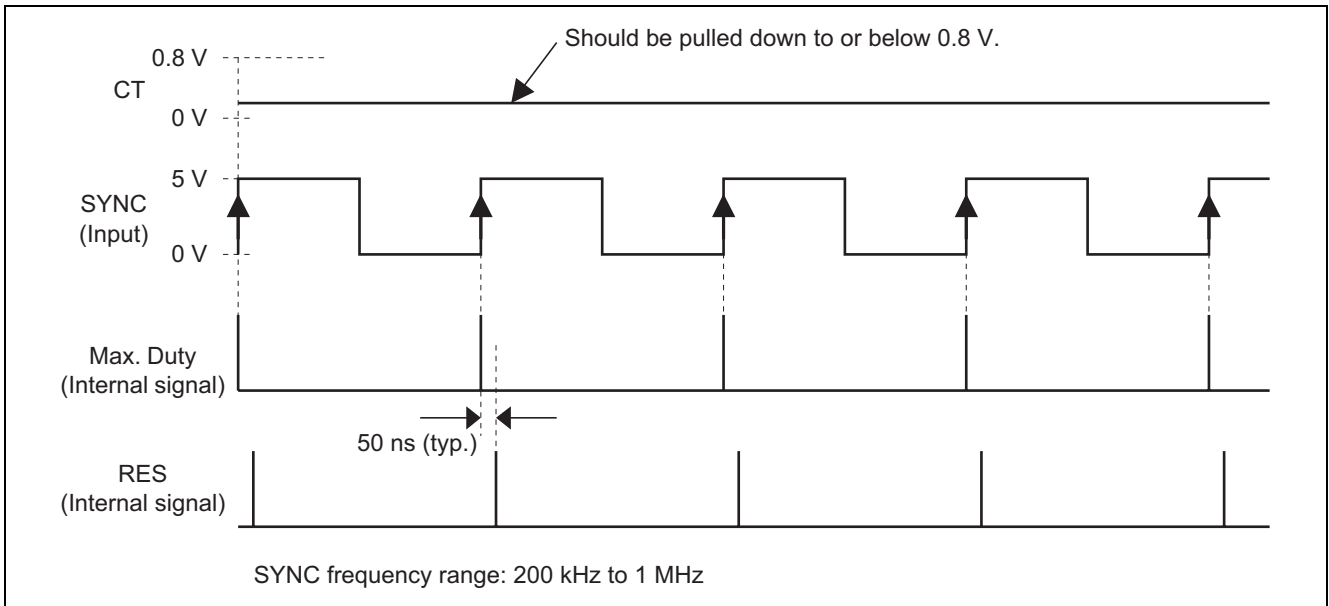 Should be pulled down to or below 0.8 V.
0.8 V
CT
0 V
5 V
SYNC
(Input)
0 V
Max. Duty
(Internal signal)
50 ns (typ.)
RES
(Internal signal)
SYNC frequency range: 200 kHz to 1 MHz